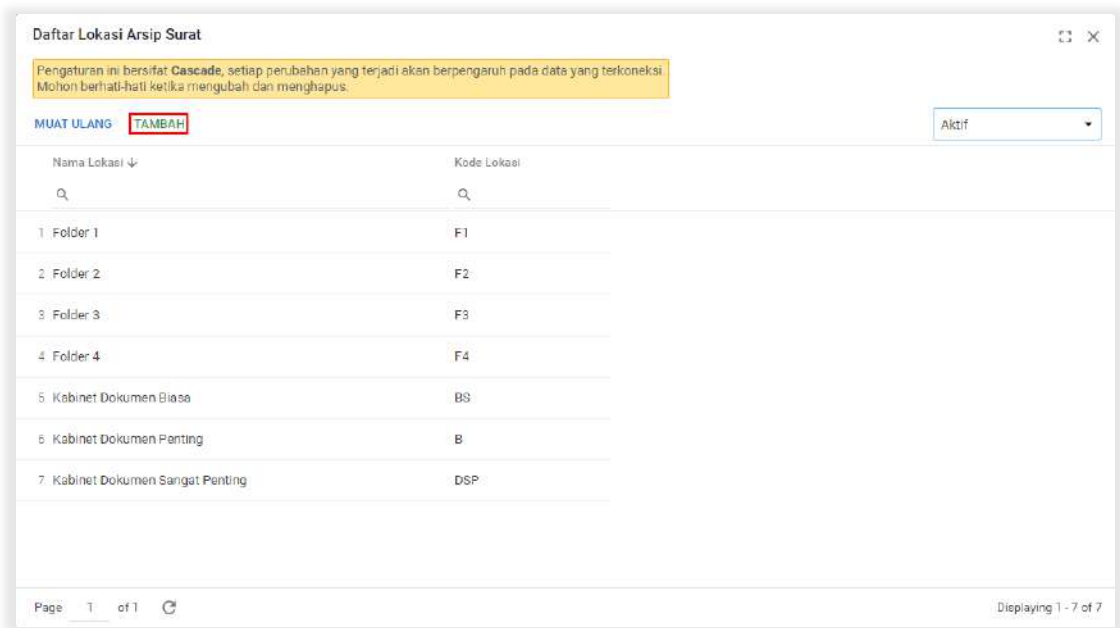 Daftar Lokasi Arsip Surat
Pengaturan ini bersifat Cascade, setiap perubahan yang terjadi akan berpengaruh pada data yang terkoneksi.
Mohon berhati-hati ketika mengubah dan menghapus.
MUAT ULANG TAMBAH Aktif
Nama Lokasi Kode Lokasi
1 Folder 1 F1
2 Folder 2 F2
3 Folder 3 F3
4 Folder 4 F4
5 Kabinet Dokumen Biasa BS
6 Kabinet Dokumen Penting B
7 Kabinet Dokumen Sangat Penting DSP
Page 1 of 1 Displaying 1 - 7 of 7